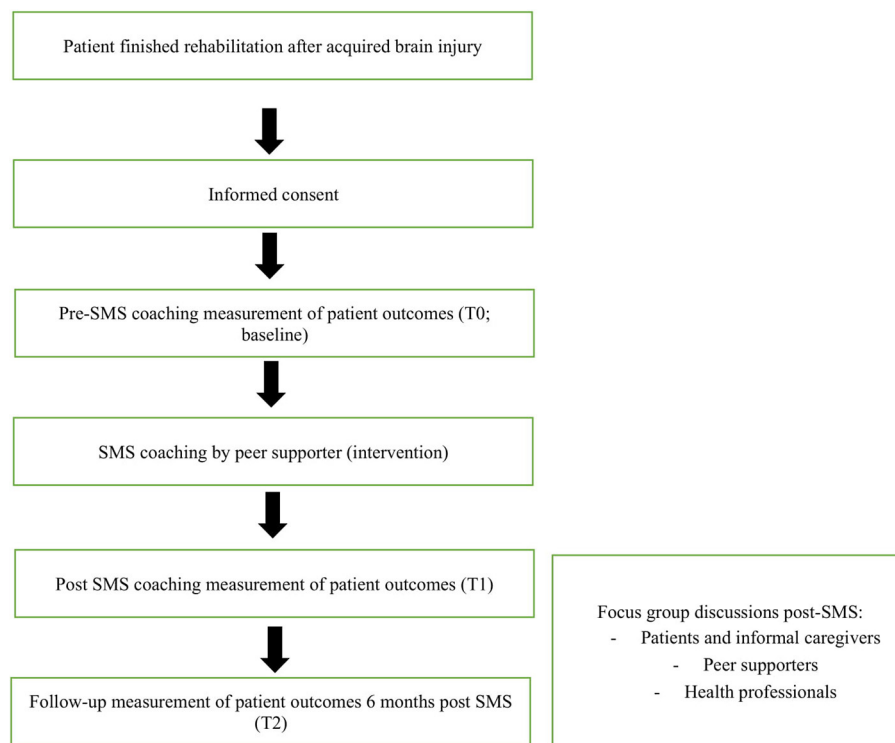 Patient finished rehabilitation after acquired brain injury
Informed consent
Pre-SMS coaching measurement of patient outcomes (T0;
baseline)
SMS coaching by peer supporter (intervention)
Post SMS coaching measurement of patient outcomes (T1)
Follow-up measurement of patient outcomes 6 months post SMS
(T2)
Focus group discussions post-SMS:
- Patients and informal caregivers
- Peer supporters
- Health professionals